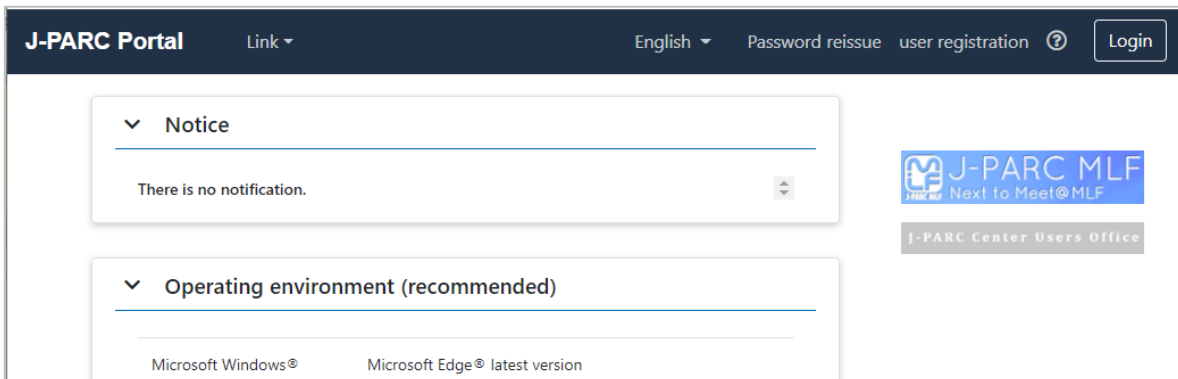 J-PARC Portal Link English Password reissue user registration ? Login
Notice
There is no notification.
J-PARC MLF
Next to Meet@MLF
J-PARC Center Users Office
Operating environment (recommended)
Microsoft Windows® Microsoft Edge® latest version